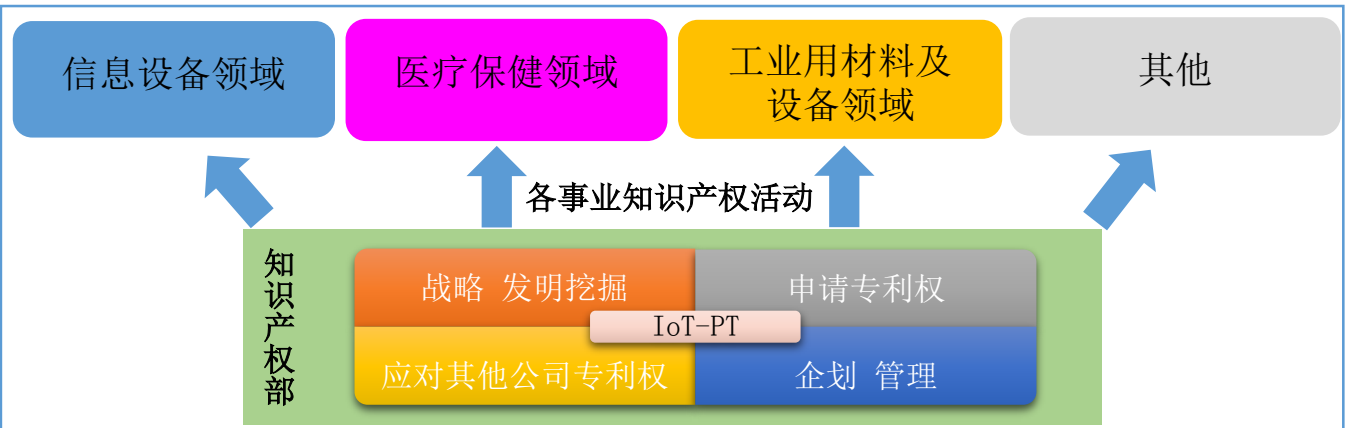 信息设备领域
医疗保健领域
工业用材料及
设备领域
其他
各事业知识产权活动
知识产权部
战略 发明挖掘
申请专利权
IoT-PT
应对其他公司专利权
企划 管理